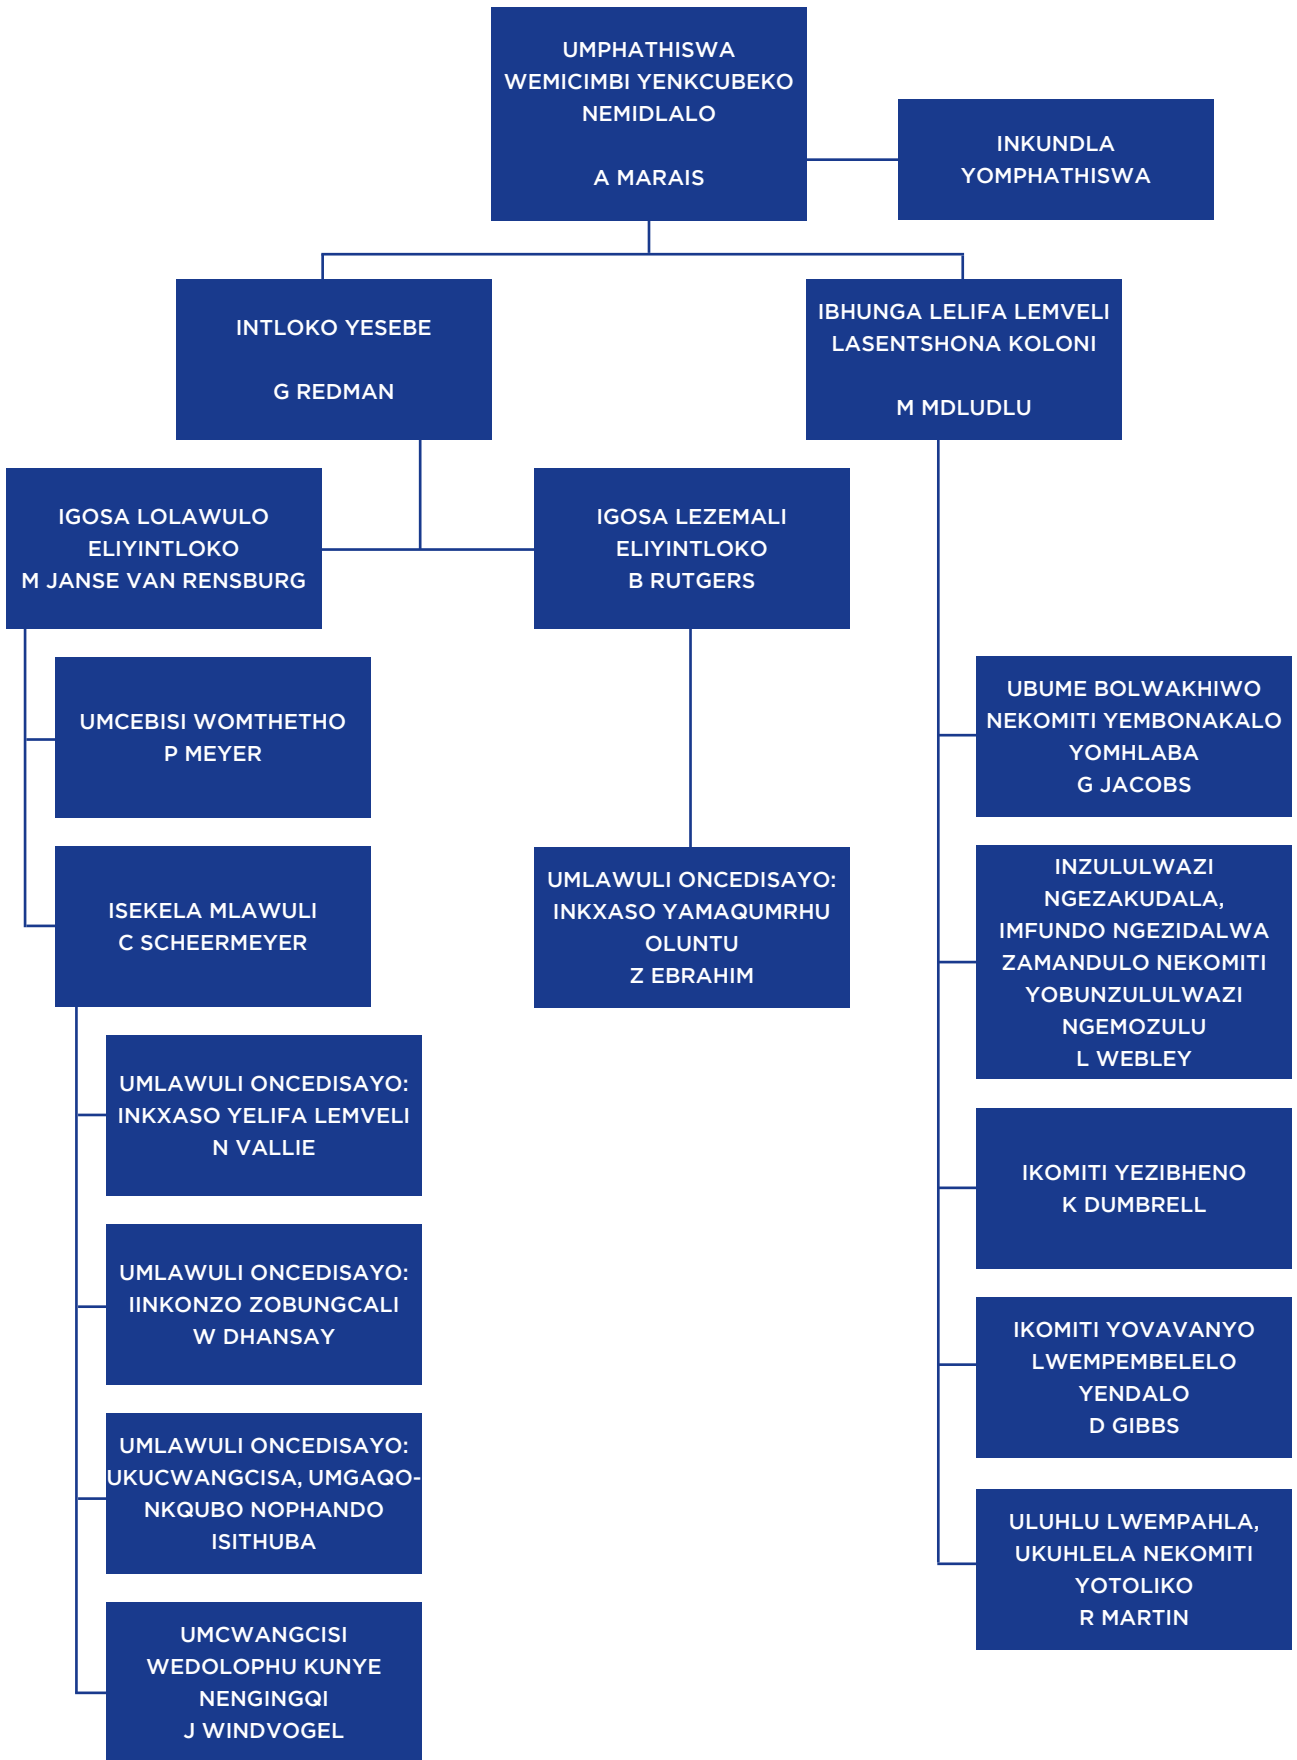 UMPHATHISWA
WEMICIMBI YENKCUBEKO
NEMIDLALO
A MARAIS
INKUNDLA
YOMPHATHISWA
INTLOKO YESEBE
G REDMAN
IBHUNGA LELIFA LEMVELI
LASENTSHONA KOLONI
M MDLUDLU
IGOSA LOLAWULO
ELIYINTLOKO
M JANSE VAN RENSBURG
IGOSA LEZEMALI
ELIYINTLOKO
B RUTGERS
UMCEBISI WOMTHETHO
P MEYER
ISEKELA MLAWULI
C SCHEERMEYER
UMLAWULI ONCEDISAYO:
INKXASO YELIFA LEMVELI
N VALLIE
UMLAWULI ONCEDISAYO:
IINKONZO ZOBUNGCALI
W DHANSAY
UMLAWULI ONCEDISAYO:
UKUCWANGCISA, UMGAQO-
NKQUBO NOPHANDO
ISITHUBA
UMCWANGCISI
WEDOLOPHU KUNYE
NENGINGQI
J WINDVOGEL
UMLAWULI ONCEDISAYO:
INKXASO YAMAQUMRHU
OLUNTU
Z EBRAHIM
UBUME BOLWAKHIWO
NEKOMITI YEMBONAKALO
YOMHLABA
G JACOBS
INZULULWAZI
NGEZAKUDALA,
IMFUNDO NGEZIDALWA
ZAMANDULO NEKOMITI
YOBUNZULULWAZI
NGEMOZULU
L WEBLEY
IKOMITI YEZIBHENO
K DUMBRELL
IKOMITI YOVAVANYO
LWEMPEMBELELO
YENDALO
D GIBBS
ULUHLU LWEMPAHLA,
UKUHLELA NEKOMITI
YOTOLIKO
R MARTIN